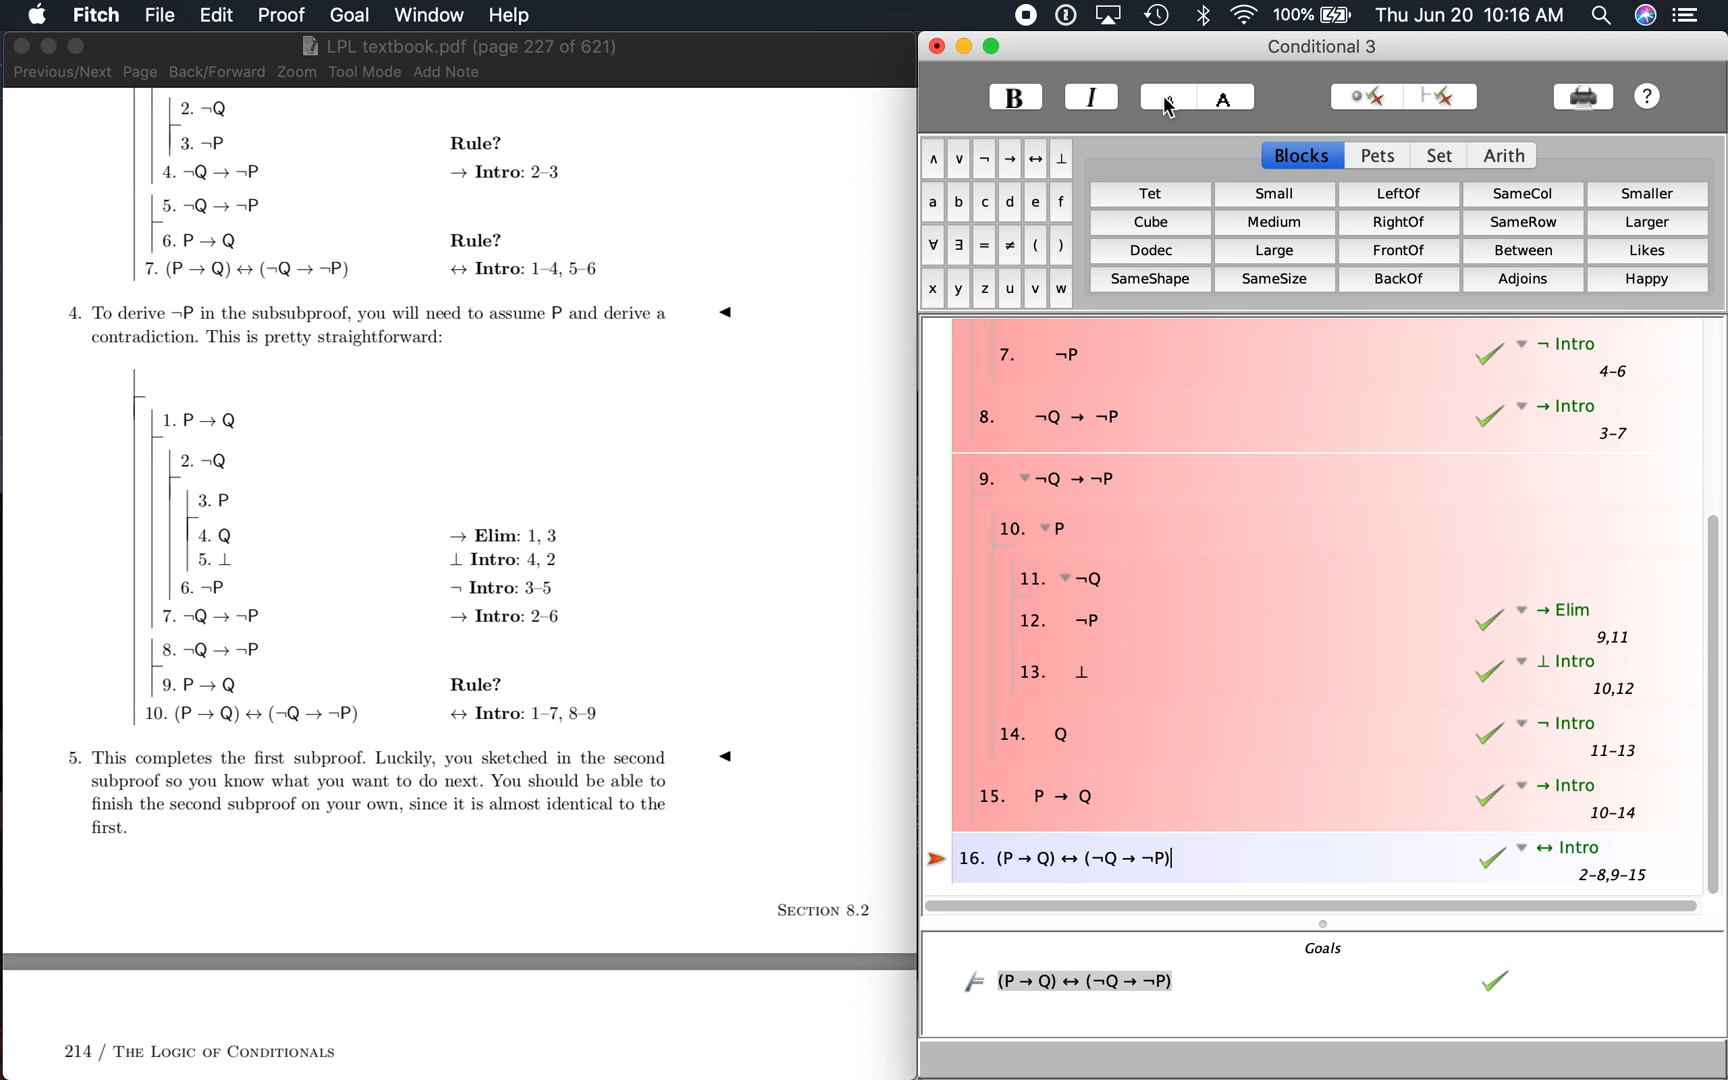 Fitch File Edit Proof Goal Window Help 100% Thu Jun 20 10:16 AM
LPL textbook.pdf (page 227 of 621)
Previous/Next Page Back/Forward Zoom Tool Mode Add Note
2. ¬Q
3. ¬P Rule?
4. ¬Q → ¬P → Intro: 2–3
5. ¬Q → ¬P
6. P → Q Rule?
7. (P → Q) ↔ (¬Q → ¬P) ↔ Intro: 1–4, 5–6
4. To derive ¬P in the subsubproof, you will need to assume P and derive a
contradiction. This is pretty straightforward:
1. P → Q
2. ¬Q
3. P
4. Q → Elim: 1, 3
5. ⊥ ⊥ Intro: 4, 2
6. ¬P ¬ Intro: 3–5
7. ¬Q → ¬P → Intro: 2–6
8. ¬Q → ¬P
9. P → Q Rule?
10. (P → Q) ↔ (¬Q → ¬P) ↔ Intro: 1–7, 8–9
5. This completes the first subproof. Luckily, you sketched in the second
subproof so you know what you want to do next. You should be able to
finish the second subproof on your own, since it is almost identical to the
first.
Section 8.2
214 / The Logic of Conditionals
Conditional 3
B I A ?
∧ ∨ ¬ → ↔ ⊥
a b c d e f
∀ ∃ = ≠ ( )
x y z u v w
Blocks Pets Set Arith
Tet Small LeftOf SameCol Smaller
Cube Medium RightOf SameRow Larger
Dodec Large FrontOf Between Likes
SameShape SameSize BackOf Adjoins Happy
7. ¬P ¬ Intro
4-6
8. ¬Q → ¬P → Intro
3-7
9. ¬Q → ¬P
10. P
11. ¬Q
12. ¬P → Elim
9,11
13. ⊥ ⊥ Intro
10,12
14. Q ¬ Intro
11-13
15. P → Q → Intro
10-14
16. (P → Q) ↔ (¬Q → ¬P) ↔ Intro
2-8,9-15
Goals
(P → Q) ↔ (¬Q → ¬P)